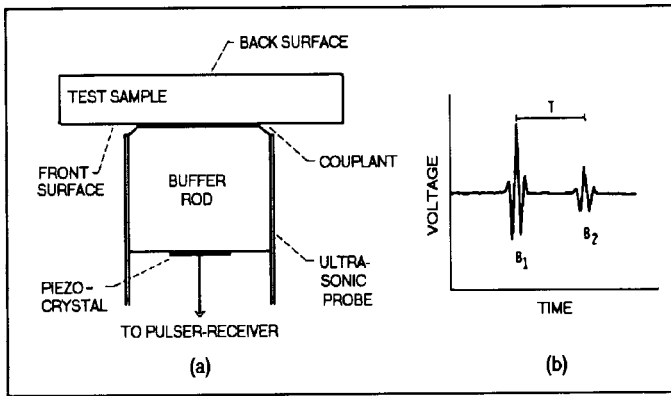 BACK SURFACE
TEST SAMPLE
FRONT
SURFACE
COUPLANT
BUFFER
ROD
PIEZO-
CRYSTAL
ULTRA-
SONIC
PROBE
TO PULSER-RECEIVER
(a)
VOLTAGE
T
B1
B2
TIME
(b)